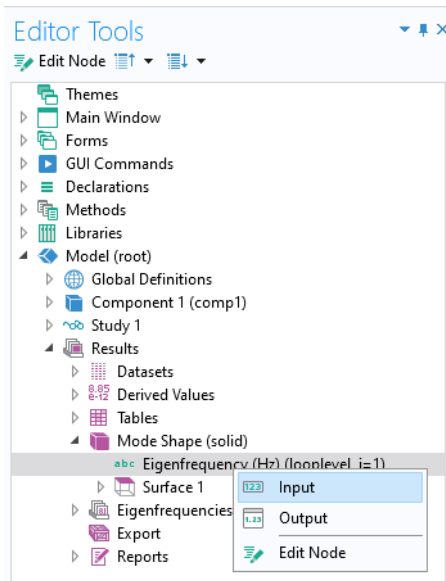 Editor Tools
Edit Node
Themes
Main Window
Forms
GUI Commands
Declarations
Methods
Libraries
Model (root)
Global Definitions
Component 1 (comp1)
Study 1
Results
Datasets
8.85
e-12
Derived Values
Tables
Mode Shape (solid)
abc Eigenfrequency (Hz) (looplevel_i=1)
Surface 1
123 Input
Eigenfrequencies
1.23 Output
Export
Edit Node
Reports